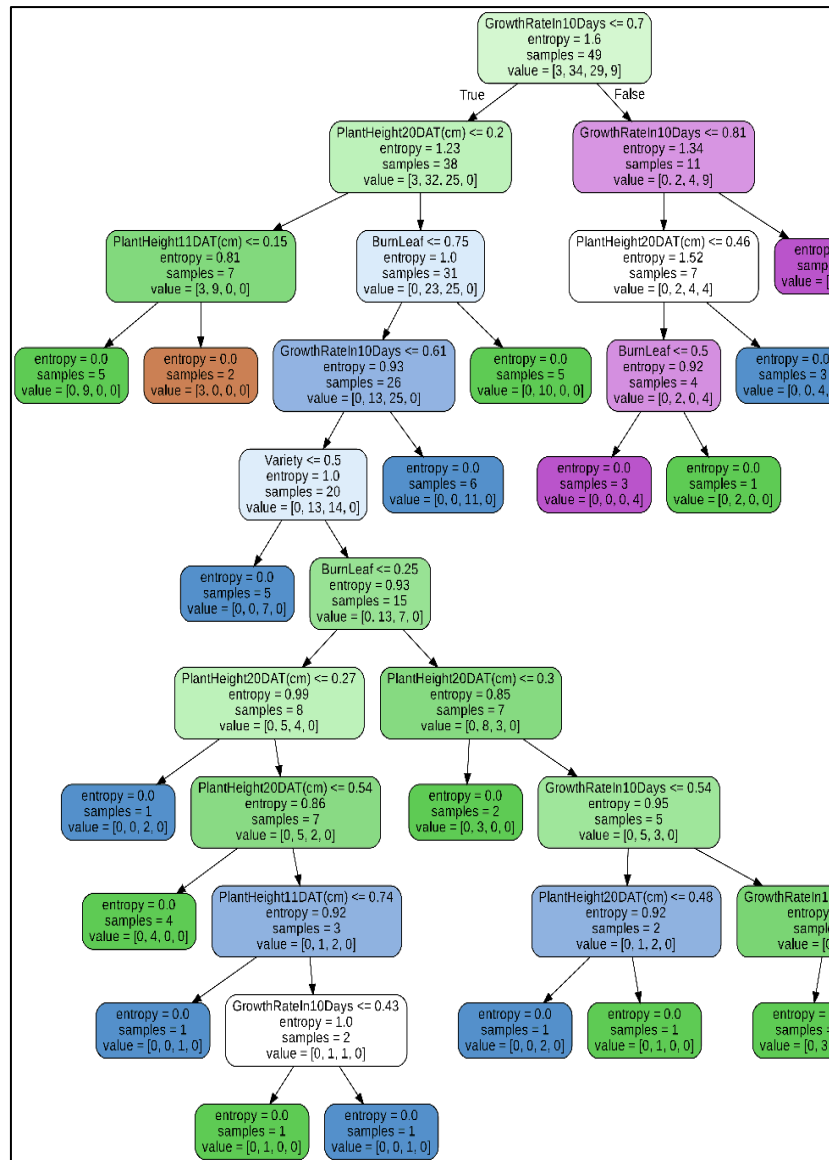 GrowthRateIn10Days <= 0.7
entropy = 1.6
samples = 49
value = [3, 34, 29, 9]
True
False
PlantHeight20DAT(cm) <= 0.2
entropy = 1.23
samples = 38
value = [3, 32, 25, 0]
GrowthRateIn10Days <= 0.81
entropy = 1.34
samples = 11
value = [0, 2, 4, 9]
PlantHeight11DAT(cm) <= 0.15
entropy = 0.81
samples = 7
value = [3, 9, 0, 0]
BurnLeaf <= 0.75
entropy = 1.0
samples = 31
value = [0, 23, 25, 0]
PlantHeight20DAT(cm) <= 0.46
entropy = 1.52
samples = 7
value = [0, 2, 4, 4]
entropy
value = [
entropy = 0.0
samples = 5
value = [0, 9, 0, 0]
entropy = 0.0
samples = 2
value = [3, 0, 0, 0]
GrowthRateIn10Days <= 0.61
entropy = 0.93
samples = 26
value = [0, 13, 25, 0]
entropy = 0.0
samples = 5
value = [0, 10, 0, 0]
BurnLeaf <= 0.5
entropy = 0.92
samples = 4
value = [0, 2, 0, 4]
entropy = 0.0
samples = 3
value = [0, 0, 4,
Variety <= 0.5
entropy = 1.0
samples = 20
value = [0, 13, 14, 0]
entropy = 0.0
samples = 6
value = [0, 0, 11, 0]
entropy = 0.0
samples = 3
value = [0, 0, 0, 4]
entropy = 0.0
samples = 1
value = [0, 2, 0, 0]
entropy = 0.0
samples = 5
value = [0, 0, 7, 0]
BurnLeaf <= 0.25
entropy = 0.93
samples = 15
value = [0, 13, 7, 0]
PlantHeight20DAT(cm) <= 0.27
entropy = 0.99
samples = 8
value = [0, 5, 4, 0]
PlantHeight20DAT(cm) <= 0.3
entropy = 0.85
samples = 7
value = [0, 8, 3, 0]
entropy = 0.0
samples = 1
value = [0, 0, 2, 0]
PlantHeight20DAT(cm) <= 0.54
entropy = 0.86
samples = 7
value = [0, 5, 2, 0]
entropy = 0.0
samples = 2
value = [0, 3, 0, 0]
GrowthRateIn10Days <= 0.54
entropy = 0.95
samples = 5
value = [0, 5, 3, 0]
entropy = 0.0
samples = 4
value = [0, 4, 0, 0]
PlantHeight11DAT(cm) <= 0.74
entropy = 0.92
samples = 3
value = [0, 1, 2, 0]
PlantHeight20DAT(cm) <= 0.48
entropy = 0.92
samples = 2
value = [0, 1, 2, 0]
GrowthRateIn1
entropy
value = [0
entropy = 0.0
samples = 1
value = [0, 0, 1, 0]
GrowthRateIn10Days <= 0.43
entropy = 1.0
samples = 2
value = [0, 1, 1, 0]
entropy = 0.0
samples = 1
value = [0, 0, 2, 0]
entropy = 0.0
samples = 1
value = [0, 1, 0, 0]
entropy =
samples
value = [0, 3
entropy = 0.0
samples = 1
value = [0, 1, 0, 0]
entropy = 0.0
samples = 1
value = [0, 0, 1, 0]